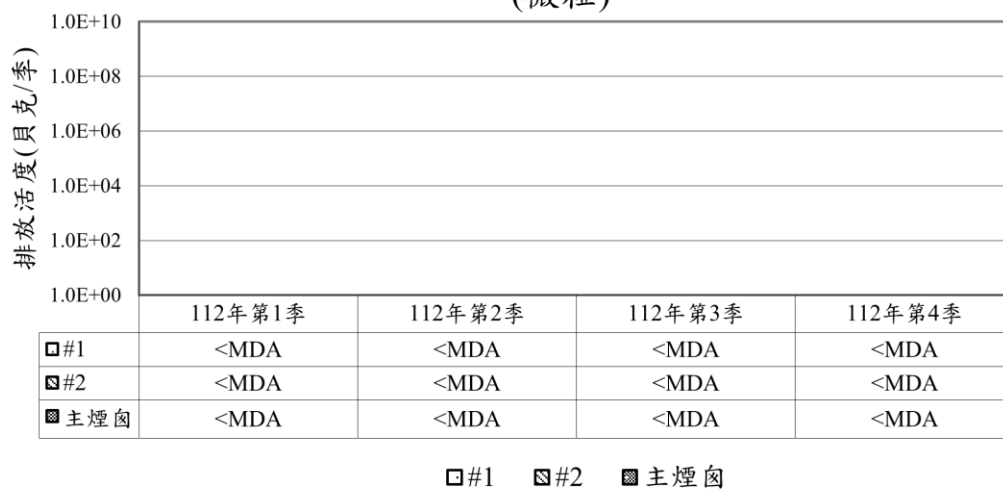 (微粒)
排放活度(貝克/季)
1.0E+10
1.0E+08
1.0E+06
1.0E+04
1.0E+02
1.0E+00
112年第1季 112年第2季 112年第3季 112年第4季
#1 <MDA <MDA <MDA <MDA
#2 <MDA <MDA <MDA <MDA
主煙囪 <MDA <MDA <MDA <MDA
#1 #2 主煙囪